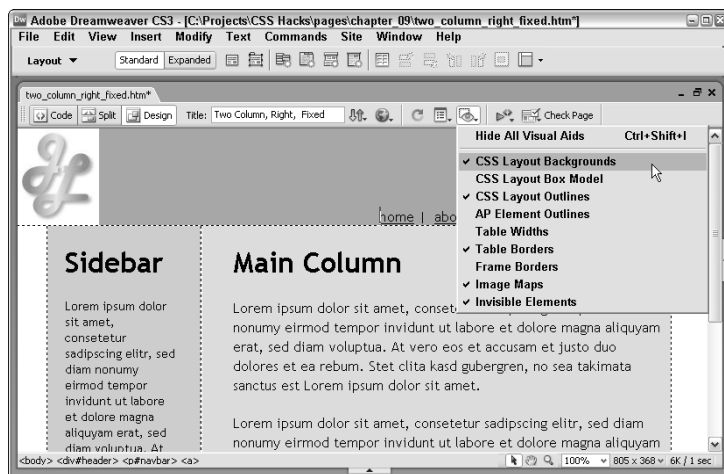 Adobe Dreamweaver CS3 - [C:\Projects\CSS Hacks\pages\chapter_09\two_column_right_fixed.htm*]
File Edit View Insert Modify Text Commands Site Window Help
Layout Standard Expanded
two_column_right_fixed.htm*
Code Split Design Title: Two Column, Right, Fixed Check Page
Hide All Visual Aids Ctrl+Shift+I
CSS Layout Backgrounds
CSS Layout Box Model
CSS Layout Outlines
AP Element Outlines
Table Widths
Table Borders
Frame Borders
Image Maps
Invisible Elements
home | abo
Sidebar
Lorem ipsum dolor
sit amet,
consetetur
sadipscing elitr, sed
diam nonumy
eirmod tempor
invidunt ut labore
et dolore magna
aliquyam erat, sed
diam voluptua. At
Main Column
Lorem ipsum dolor sit amet, consetet
nonumy eirmod tempor invidunt ut labore et dolore magna aliquyam
erat, sed diam voluptua. At vero eos et accusam et justo duo
dolores et ea rebum. Stet clita kasd gubergren, no sea takimata
sanctus est Lorem ipsum dolor sit amet.
Lorem ipsum dolor sit amet, consetetur sadipscing elitr, sed diam
nonumy eirmod tempor invidunt ut labore et dolore magna aliquyam
<body> <div#header> <p#navbar> <a> 100% 805 x 368 6K / 1 sec